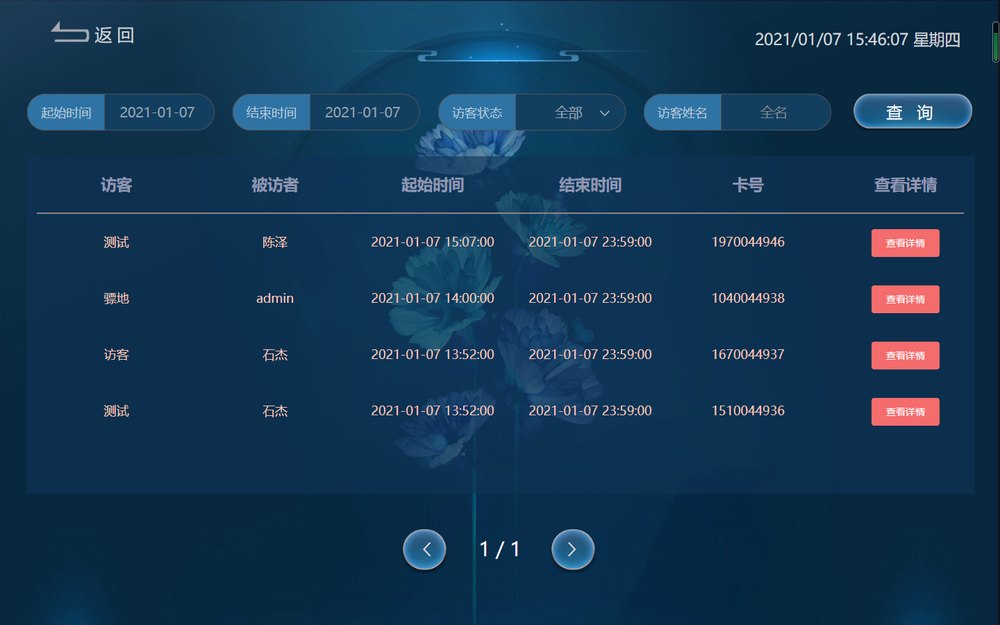 返回
2021/01/07 15:46:07 星期四
起始时间 2021-01-07 结束时间 2021-01-07 访客状态 全部 访客姓名 全名 查 询
访客 被访者 起始时间 结束时间 卡号 查看详情
测试 陈泽 2021-01-07 15:07:00 2021-01-07 23:59:00 1970044946 查看详情
骠地 admin 2021-01-07 14:00:00 2021-01-07 23:59:00 1040044938 查看详情
访客 石杰 2021-01-07 13:52:00 2021-01-07 23:59:00 1670044937 查看详情
测试 石杰 2021-01-07 13:52:00 2021-01-07 23:59:00 1510044936 查看详情
1 / 1